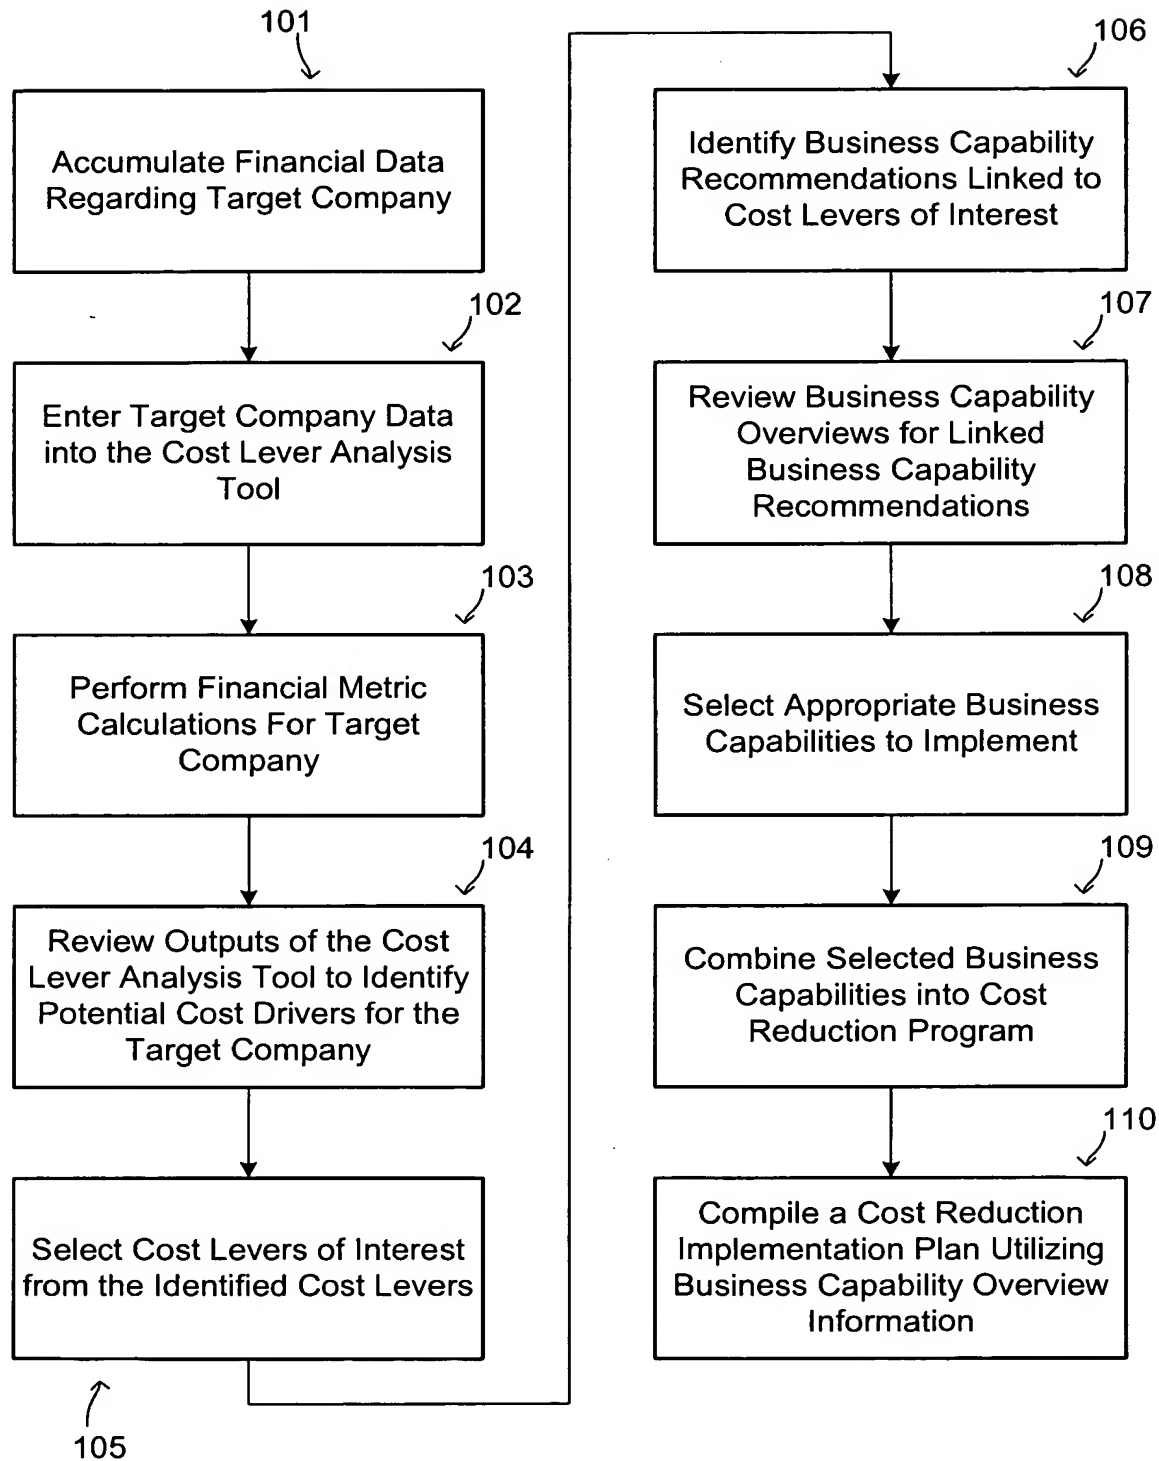 101
Accumulate Financial Data
Regarding Target Company
102
Enter Target Company Data
into the Cost Lever Analysis
Tool
103
Perform Financial Metric
Calculations For Target
Company
104
Review Outputs of the Cost
Lever Analysis Tool to Identify
Potential Cost Drivers for the
Target Company
Select Cost Levers of Interest
from the Identified Cost Levers
105
106
Identify Business Capability
Recommendations Linked to
Cost Levers of Interest
107
Review Business Capability
Overviews for Linked
Business Capability
Recommendations
108
Select Appropriate Business
Capabilities to Implement
109
Combine Selected Business
Capabilities into Cost
Reduction Program
110
Compile a Cost Reduction
Implementation Plan Utilizing
Business Capability Overview
Information